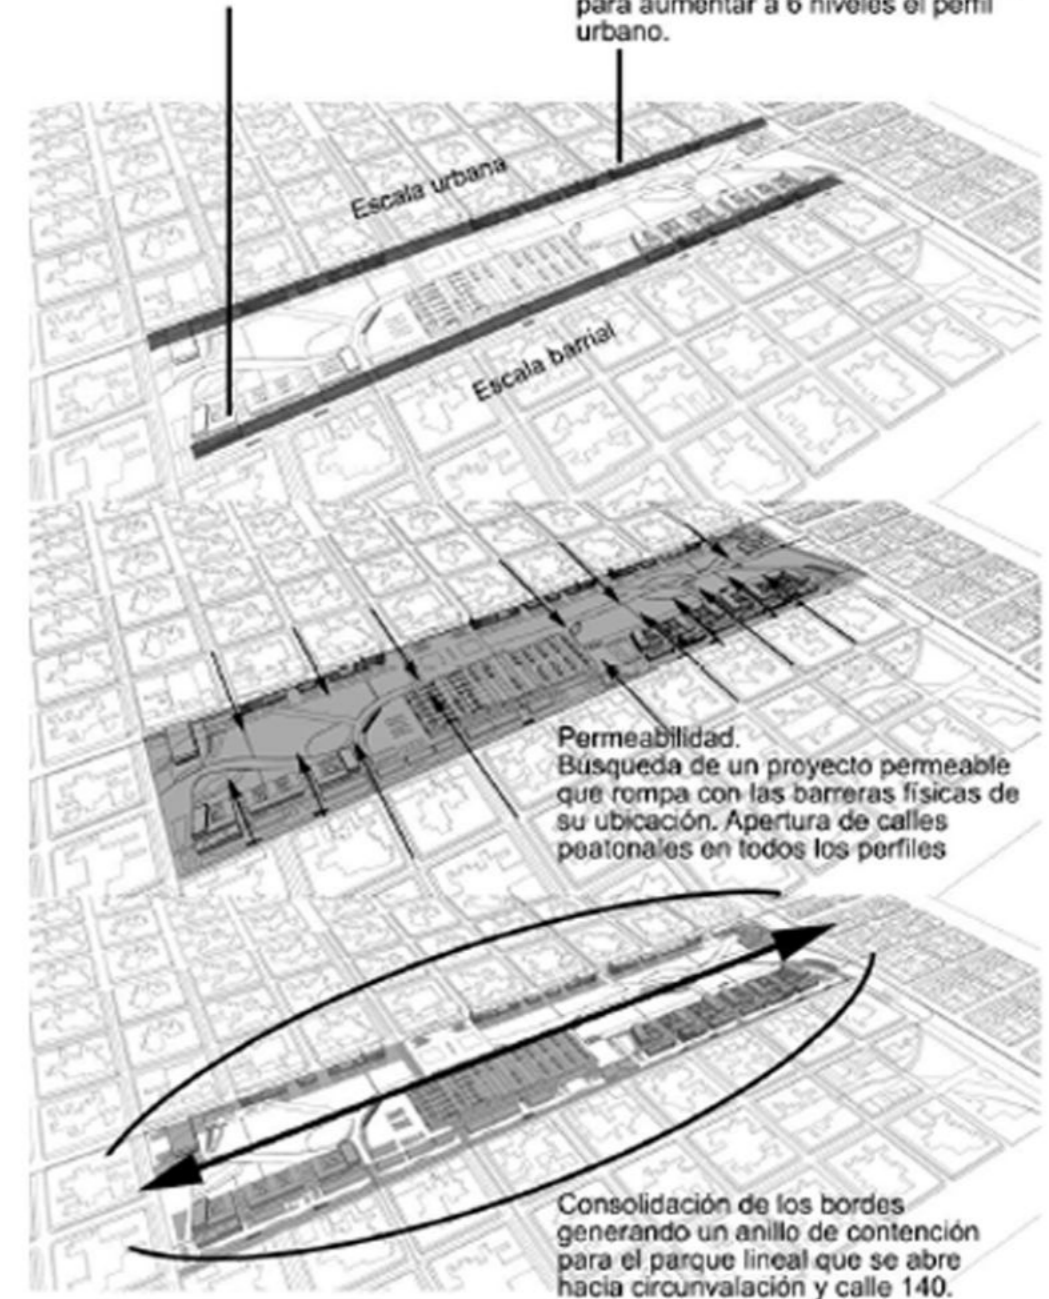 para aumentar a 6 niveles el perfil
urbano.
Escala urbana
Escala barrial
Permeabilidad.
Búsqueda de un proyecto permeable
que rompa con las barreras físicas de
su ubicación. Apertura de calles
peatonales en todos los perfiles
Consolidación de los bordes
generando un anillo de contención
para el parque lineal que se abre
hacia circunvalación y calle 140.